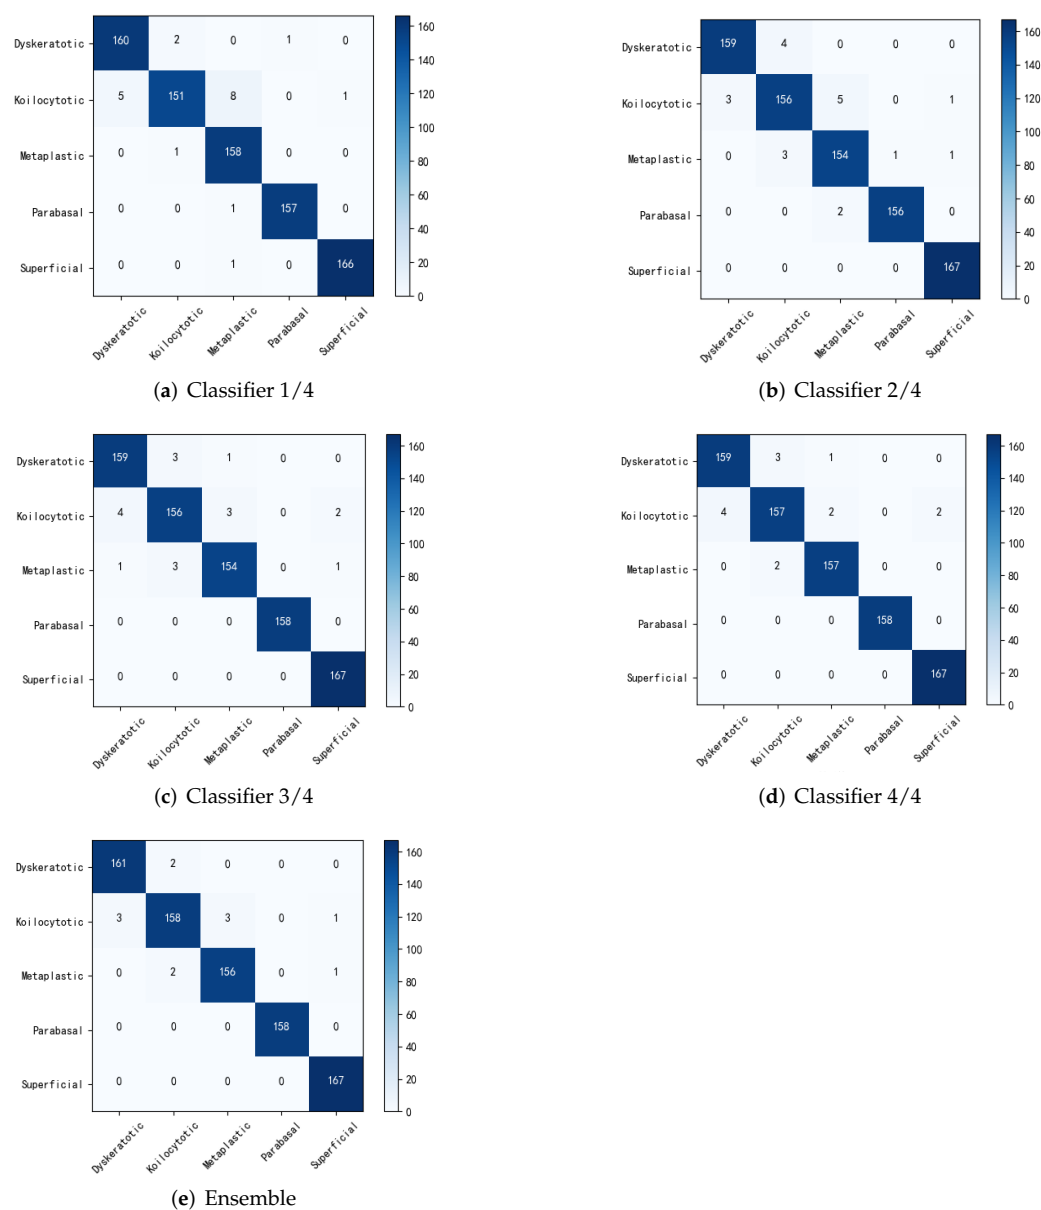 Dyskeratotic 160 2 0 1 0
Koilocytotic 5 151 8 0 1
Metaplastic 0 1 158 0 0
Parabasal 0 0 1 157 0
Superficial 0 0 1 0 166
Dyskeratotic Koilocytotic Metaplastic Parabasal Superficial
160
140
120
100
80
60
40
20
0
(a) Classifier 1/4
Dyskeratotic 159 4 0 0 0
Koilocytotic 3 156 5 0 1
Metaplastic 0 3 154 1 1
Parabasal 0 0 2 156 0
Superficial 0 0 0 0 167
Dyskeratotic Koilocytotic Metaplastic Parabasal Superficial
160
140
120
100
80
60
40
20
0
(b) Classifier 2/4
Dyskeratotic 159 3 1 0 0
Koilocytotic 4 156 3 0 2
Metaplastic 1 3 154 0 1
Parabasal 0 0 0 158 0
Superficial 0 0 0 0 167
Dyskeratotic Koilocytotic Metaplastic Parabasal Superficial
160
140
120
100
80
60
40
20
0
(c) Classifier 3/4
Dyskeratotic 159 3 1 0 0
Koilocytotic 4 157 2 0 2
Metaplastic 0 2 157 0 0
Parabasal 0 0 0 158 0
Superficial 0 0 0 0 167
Dyskeratotic Koilocytotic Metaplastic Parabasal Superficial
160
140
120
100
80
60
40
20
0
(d) Classifier 4/4
Dyskeratotic 161 2 0 0 0
Koilocytotic 3 158 3 0 1
Metaplastic 0 2 156 0 1
Parabasal 0 0 0 158 0
Superficial 0 0 0 0 167
Dyskeratotic Koilocytotic Metaplastic Parabasal Superficial
160
140
120
100
80
60
40
20
0
(e) Ensemble